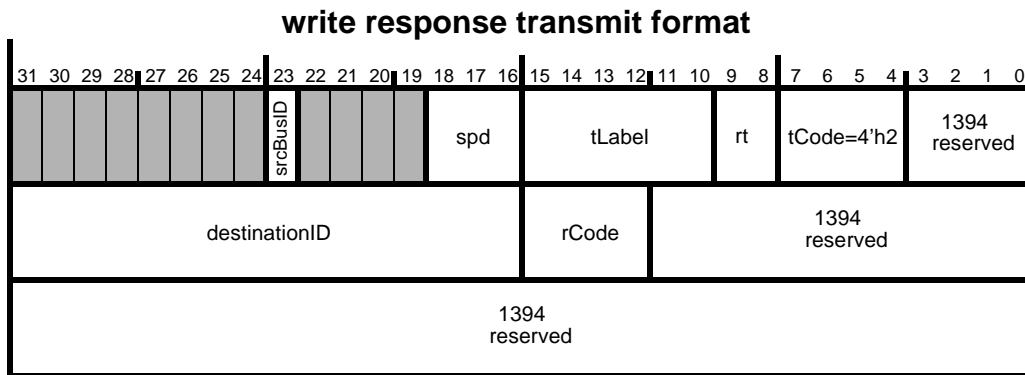 write response transmit format
31 30 29 28 27 26 25 24 23 22 21 20 19 18 17 16 15 14 13 12 11 10 9 8 7 6 5 4 3 2 1 0
srcBusID
spd
tLabel
rt
tCode=4'h2
1394
reserved
destinationID
rCode
1394
reserved
1394
reserved